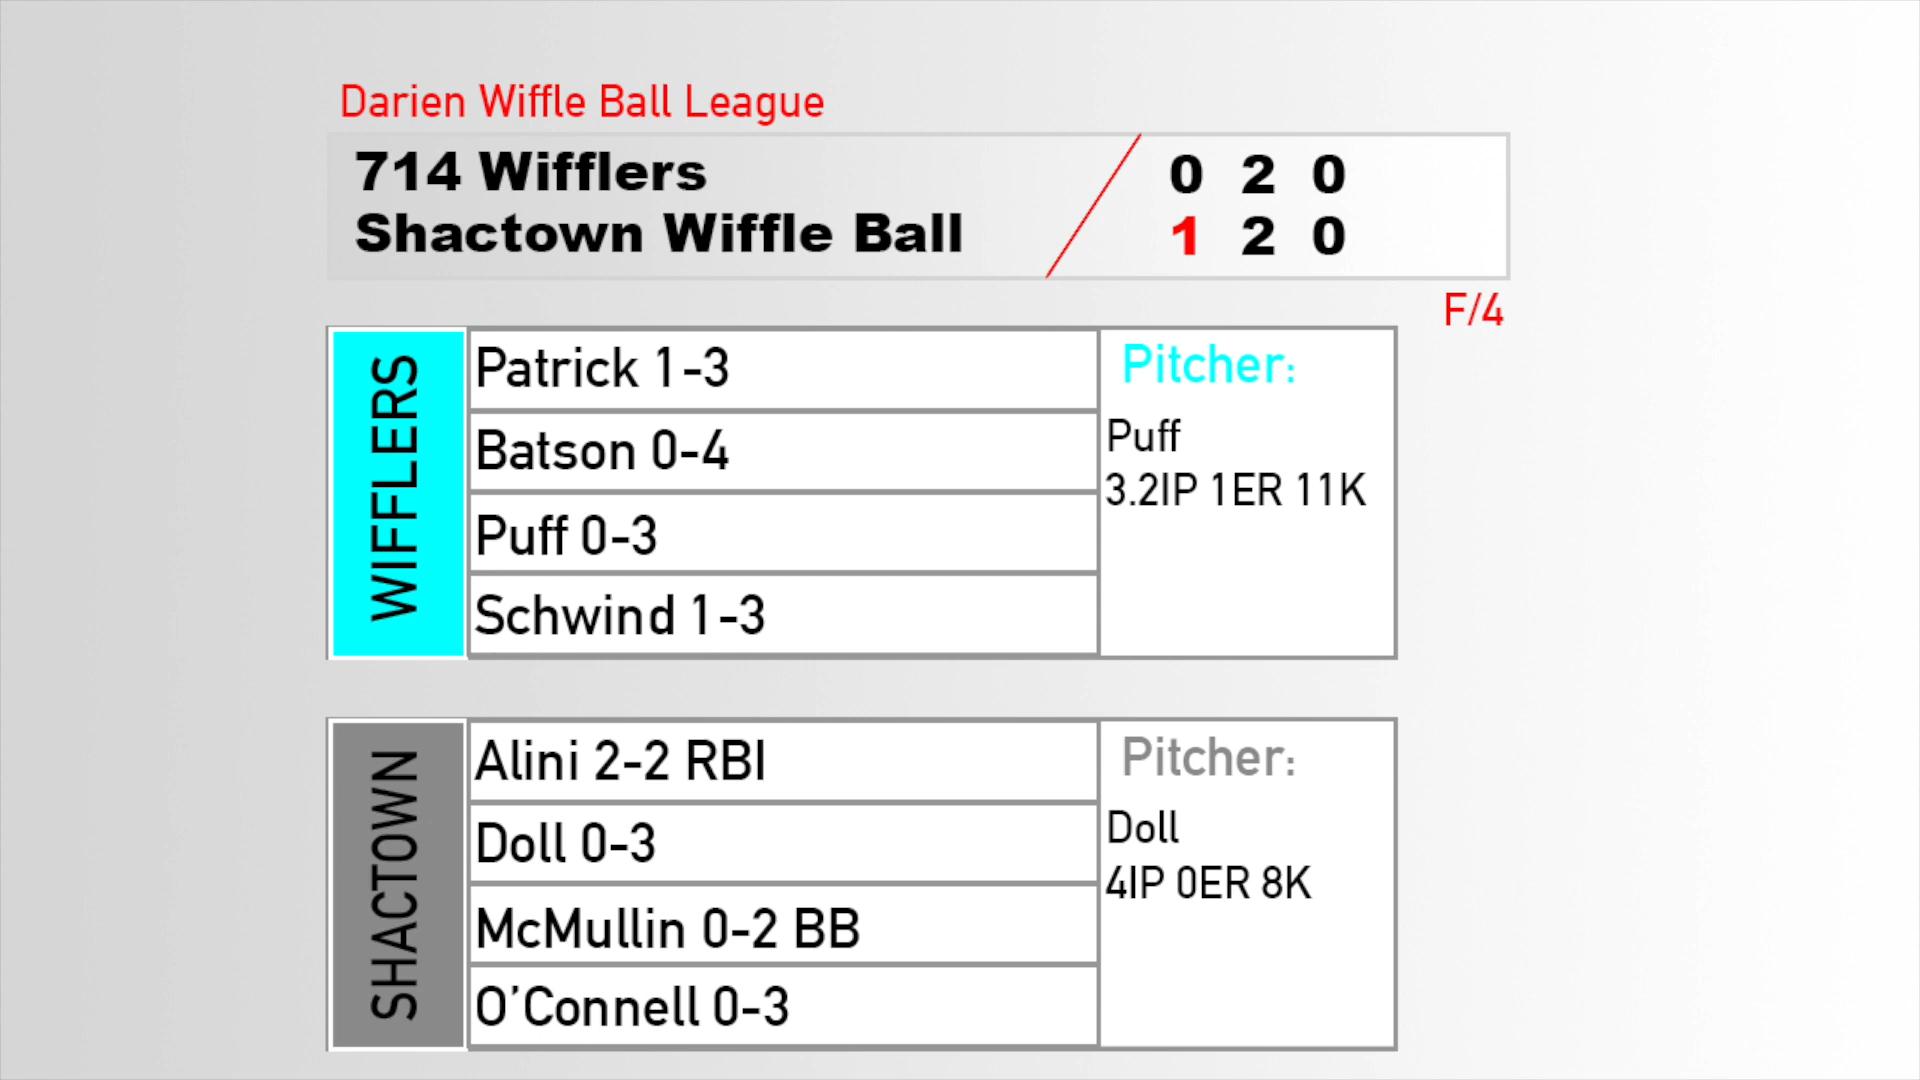 Darien Wiffle Ball League
714 Wifflers 0 2 0
Shactown Wiffle Ball 1 2 0
F/4
WIFFLERS
Patrick 1-3
Batson 0-4
Puff 0-3
Schwind 1-3
Pitcher:
Puff
3.2IP 1ER 11K
SHACTOWN
Alini 2-2 RBI
Doll 0-3
McMullin 0-2 BB
O'Connell 0-3
Pitcher:
Doll
4IP 0ER 8K